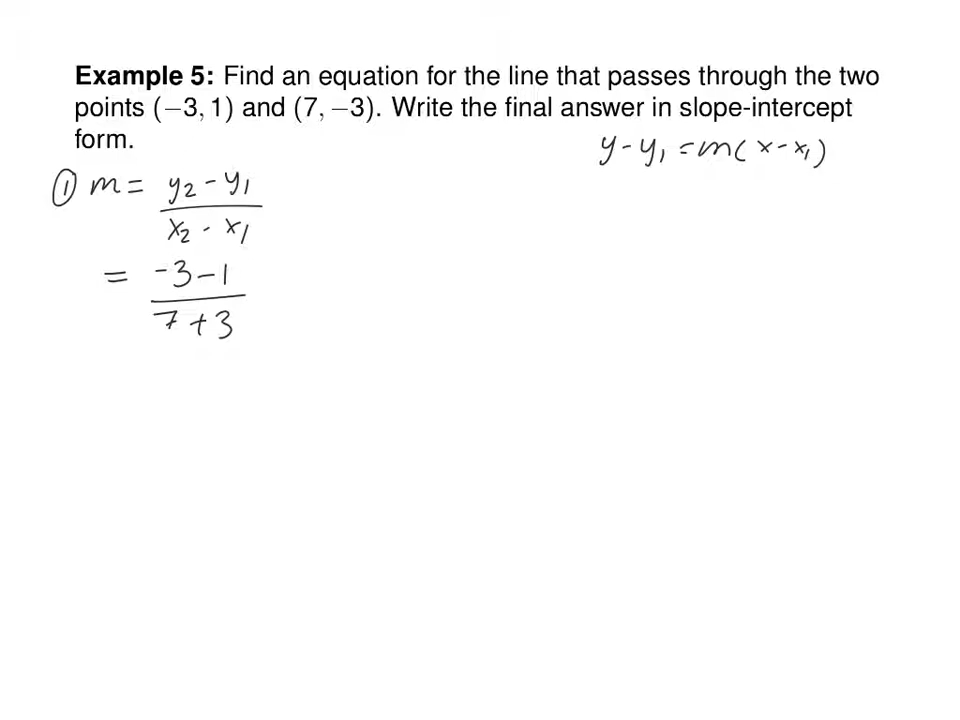 Example 5: Find an equation for the line that passes through the two
points (−3, 1) and (7, −3). Write the final answer in slope-intercept
form.
y - y₁ = m( x - x₁)
① m = y₂ - y₁
x₂ - x₁
= -3 - 1
7 + 3